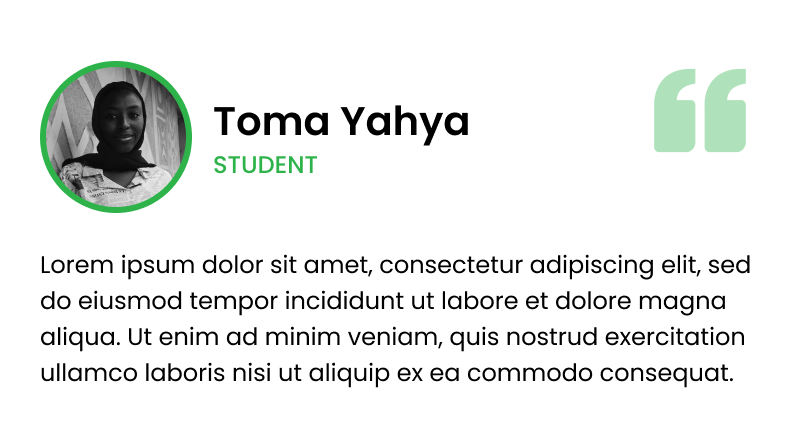 Toma Yahya
STUDENT
Lorem ipsum dolor sit amet, consectetur adipiscing elit, sed
do eiusmod tempor incididunt ut labore et dolore magna
aliqua. Ut enim ad minim veniam, quis nostrud exercitation
ullamco laboris nisi ut aliquip ex ea commodo consequat.